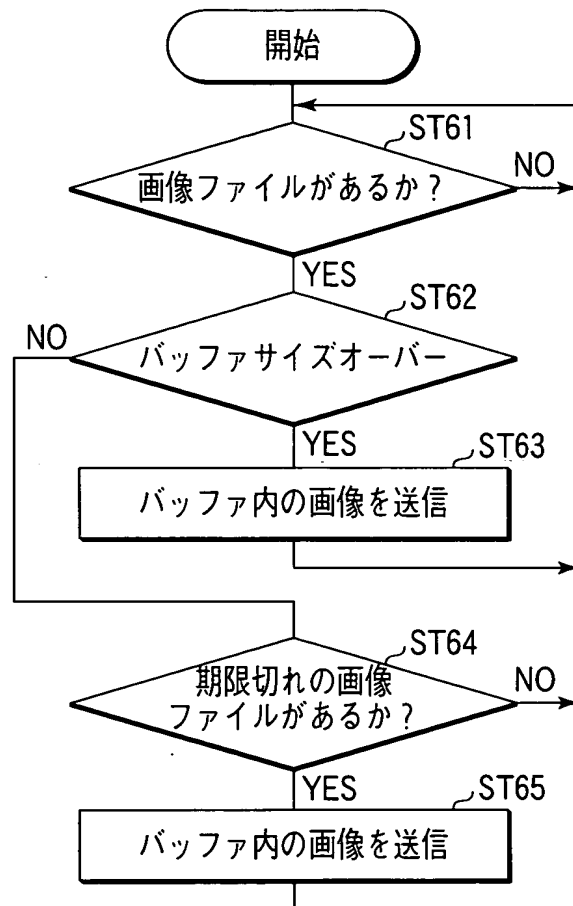 開始
ST61
画像ファイルがあるか?
NO
YES
ST62
NO
バッファサイズオーバー
YES
ST63
バッファ内の画像を送信
ST64
期限切れの画像
ファイルがあるか?
NO
YES
ST65
バッファ内の画像を送信